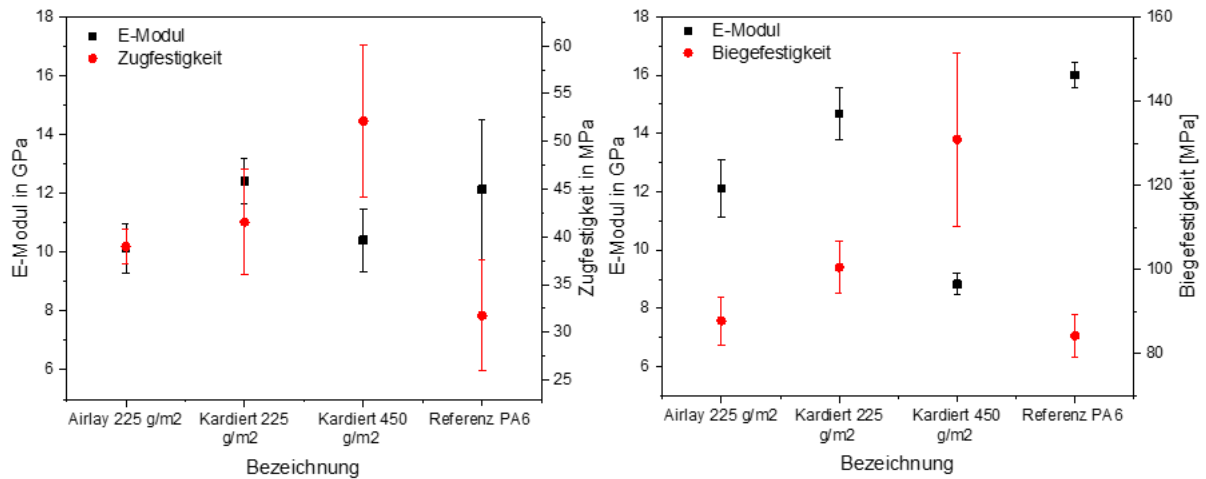 18
16
14
12
10
8
6
E-Modul in GPa
E-Modul
Zugfestigkeit
60
55
50
45
40
35
30
25
Zugfestigkeit in MPa
Airlay 225 g/m2
Kardiert 225
g/m2
Kardiert 450
g/m2
Referenz PA6
Bezeichnung
18
16
14
12
10
8
6
E-Modul in GPa
E-Modul
Biegefestigkeit
160
140
120
100
80
Biegefestigkeit [MPa]
Airlay 225 g/m2
Kardiert 225
g/m2
Kardiert 450
g/m2
Referenz PA6
Bezeichnung